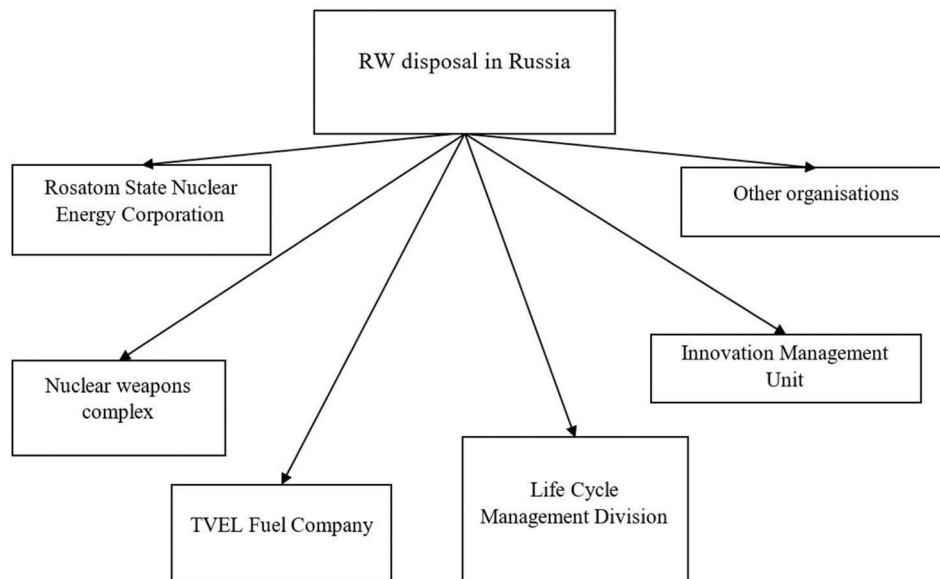 RW disposal in Russia
Rosatom State Nuclear
Energy Corporation
Other organisations
Nuclear weapons
complex
Innovation Management
Unit
TVEL Fuel Company
Life Cycle
Management Division